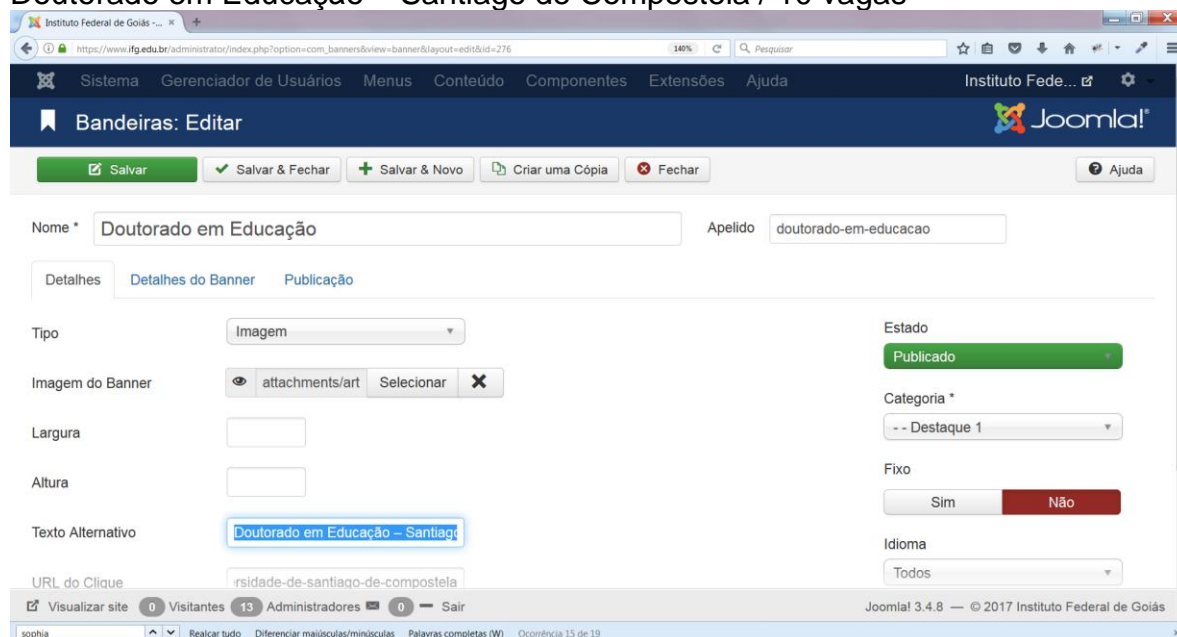 Doutorado em Educação – Santiago de Compostela / 10 vagas
Instituto Federal de Goiás -... × +
https://www.ifg.edu.br/administrator/index.php?option=com_banners&view=banner&layout=edit&id=276 140% Pesquisar
Sistema Gerenciador de Usuários Menus Conteúdo Componentes Extensões Ajuda Instituto Fede...
Bandeiras: Editar Joomla!
Salvar Salvar & Fechar Salvar & Novo Criar uma Cópia Fechar Ajuda
Nome * Doutorado em Educação Apelido doutorado-em-educacao
Detalhes Detalhes do Banner Publicação
Tipo Imagem Estado
Publicado
Imagem do Banner attachments/art Selecionar
Categoria *
Largura - - Destaque 1
Altura Fixo
Sim Não
Texto Alternativo Doutorado em Educação – Santiago
Idioma
URL do Clique rsidade-de-santiago-de-compostela Todos
Visualizar site 0 Visitantes 13 Administradores 0 Sair Joomla! 3.4.8 — © 2017 Instituto Federal de Goiás
sophia Realçar tudo Diferenciar maiúsculas/minúsculas Palavras completas (W) Ocorrência 15 de 19